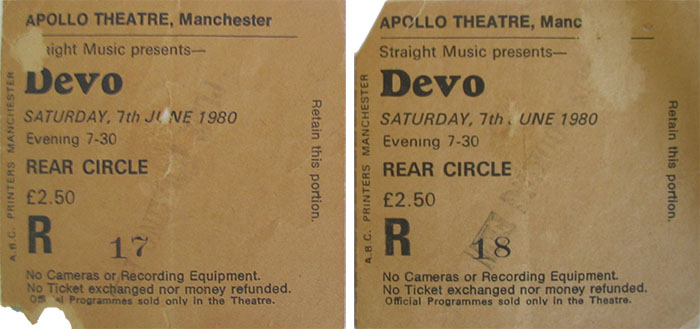 APOLLO THEATRE, Manchester
aight Music presents—
Devo
SATURDAY, 7th JUNE 1980
Evening 7-30
REAR CIRCLE
£2.50
R 17
No Cameras or Recording Equipment.
No Ticket exchanged nor money refunded.
Official Programmes sold only in the Theatre.
A.B.C. PRINTERS MANCHESTER
Retain this portion.
APOLLO THEATRE, Manc
Straight Music presents—
Devo
SATURDAY, 7th UNE 1980
Evening 7-30
REAR CIRCLE
£2.50
R 18
No Cameras or Recording Equipment.
No Ticket exchanged nor money refunded.
Official Programmes sold only in the Theatre.
A.B.C. PRINTERS MANCHESTER
Retain this portion.